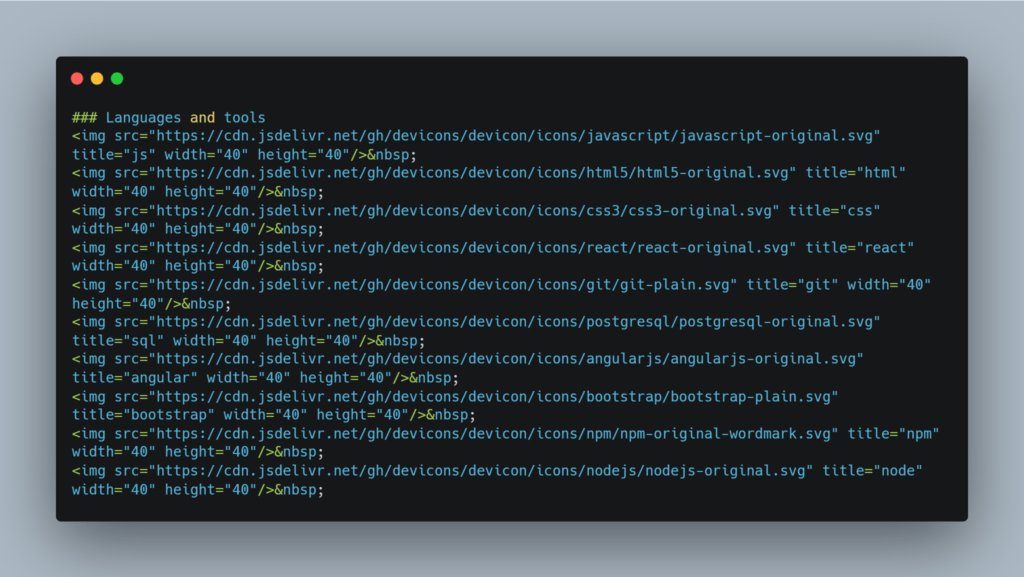 ### Languages and tools
<img src="https://cdn.jsdelivr.net/gh/devicons/devicon/icons/javascript/javascript-original.svg"
title="js" width="40" height="40"/>&nbsp;
<img src="https://cdn.jsdelivr.net/gh/devicons/devicon/icons/html5/html5-original.svg" title="html"
width="40" height="40"/>&nbsp;
<img src="https://cdn.jsdelivr.net/gh/devicons/devicon/icons/css3/css3-original.svg" title="css"
width="40" height="40"/>&nbsp;
<img src="https://cdn.jsdelivr.net/gh/devicons/devicon/icons/react/react-original.svg" title="react"
width="40" height="40"/>&nbsp;
<img src="https://cdn.jsdelivr.net/gh/devicons/devicon/icons/git/git-plain.svg" title="git" width="40"
height="40"/>&nbsp;
<img src="https://cdn.jsdelivr.net/gh/devicons/devicon/icons/postgresql/postgresql-original.svg"
title="sql" width="40" height="40"/>&nbsp;
<img src="https://cdn.jsdelivr.net/gh/devicons/devicon/icons/angularjs/angularjs-original.svg"
title="angular" width="40" height="40"/>&nbsp;
<img src="https://cdn.jsdelivr.net/gh/devicons/devicon/icons/bootstrap/bootstrap-plain.svg"
title="bootstrap" width="40" height="40"/>&nbsp;
<img src="https://cdn.jsdelivr.net/gh/devicons/devicon/icons/npm/npm-original-wordmark.svg" title="npm"
width="40" height="40"/>&nbsp;
<img src="https://cdn.jsdelivr.net/gh/devicons/devicon/icons/nodejs/nodejs-original.svg" title="node"
width="40" height="40"/>&nbsp;